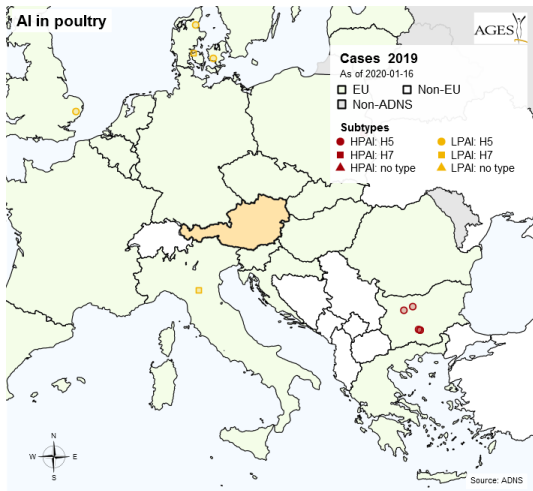 AI in poultry
AGES
Cases 2019
As of 2020-01-16
EU
Non-EU
Non-ADNS
Subtypes
HPAI: H5
LPAI: H5
HPAI: H7
LPAI: H7
HPAI: no type
LPAI: no type
N
W
E
S
Source: ADNS